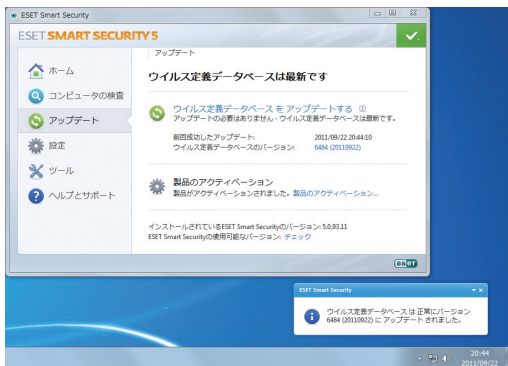 ESET Smart Security
ESET SMART SECURITY 5
アップデート
ホーム
コンピュータの検査
アップデート
設定
ツール
ヘルプとサポート
ウイルス定義データベースは最新です
ウイルス定義データベース を アップデートする
アップデートの必要はありません - ウイルス定義データベースは最新です。
前回成功したアップデート: 2011/09/22 20:44:10
ウイルス定義データベースのバージョン: 6484 (20110922)
製品のアクティベーション
製品がアクティベーションされました。製品のアクティベーション...
インストールされているESET Smart Securityのバージョン: 5.0.93.11
ESET Smart Securityの使用可能なバージョン: チェック
eset
ESET Smart Security
ウイルス定義データベース は 正常にバージョン
6484 (20110922) に アップデート されました。
20:44
2011/09/22